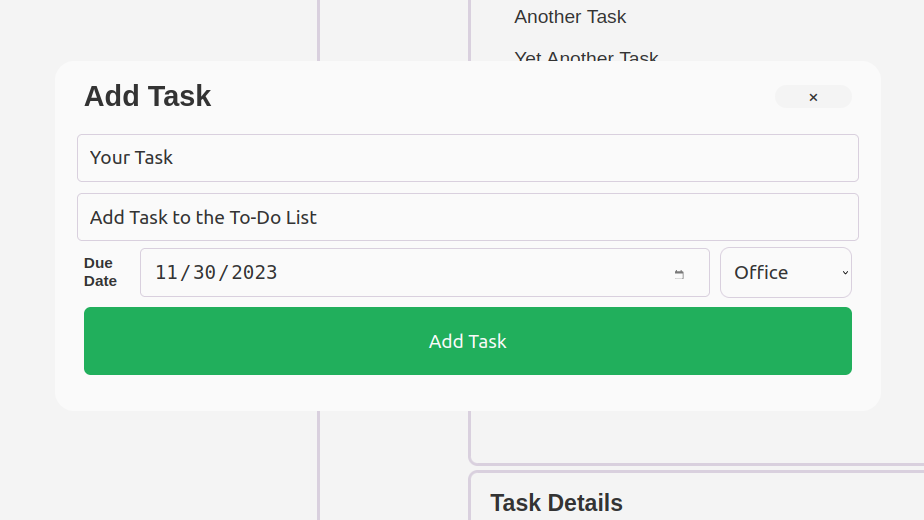 Another Task
Yet Another Task
Add Task
×
Your Task
Add Task to the To-Do List
Due
Date
11/30/2023
Office
Add Task
Task Details